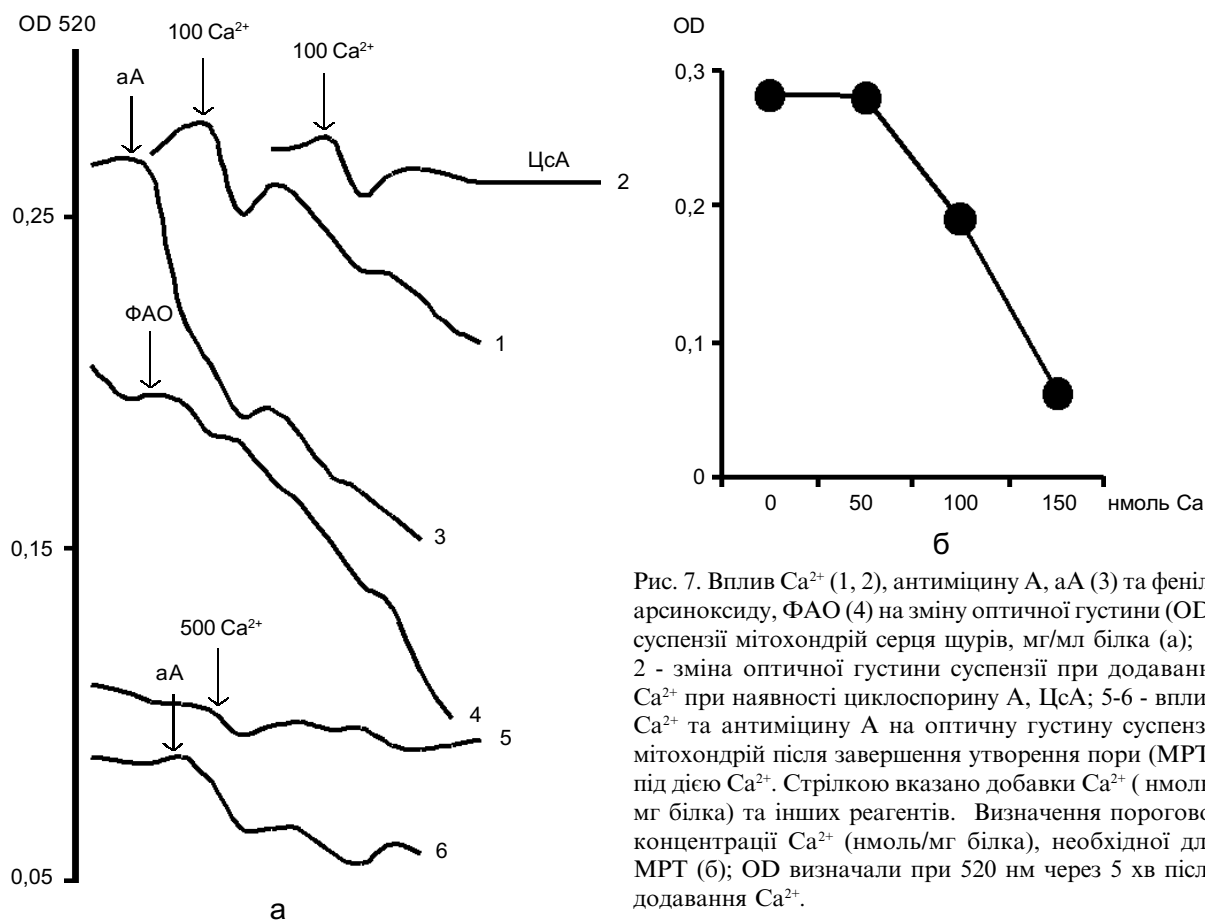 OD 520
100 Ca²⁺
100 Ca²⁺
аА
ЦсА
2
0,25
ФАО
1
3
0,15
500 Ca²⁺
аА
4
5
6
0,05
а
OD
0,3
0,2
0,1
0
0 50 100 150 нмоль Са
б
Рис. 7. Вплив Ca²⁺ (1, 2), антиміцину А, аА (3) та феніл
арсиноксиду, ФАО (4) на зміну оптичної густини (OD
суспензії мітохондрій серця щурів, мг/мл білка (а);
2 - зміна оптичної густини суспензії при додаванн
Ca²⁺ при наявності циклоспорину А, ЦсА; 5-6 - впли
Ca²⁺ та антиміцину А на оптичну густину суспенз
мітохондрій після завершення утворення пори (МРТ
під дією Ca²⁺. Стрілкою вказано добавки Ca²⁺ ( нмоль
мг білка) та інших реагентів. Визначення порогово
концентрації Ca²⁺ (нмоль/мг білка), необхідної дл
МРТ (б); OD визначали при 520 нм через 5 хв післ
додавання Ca²⁺.